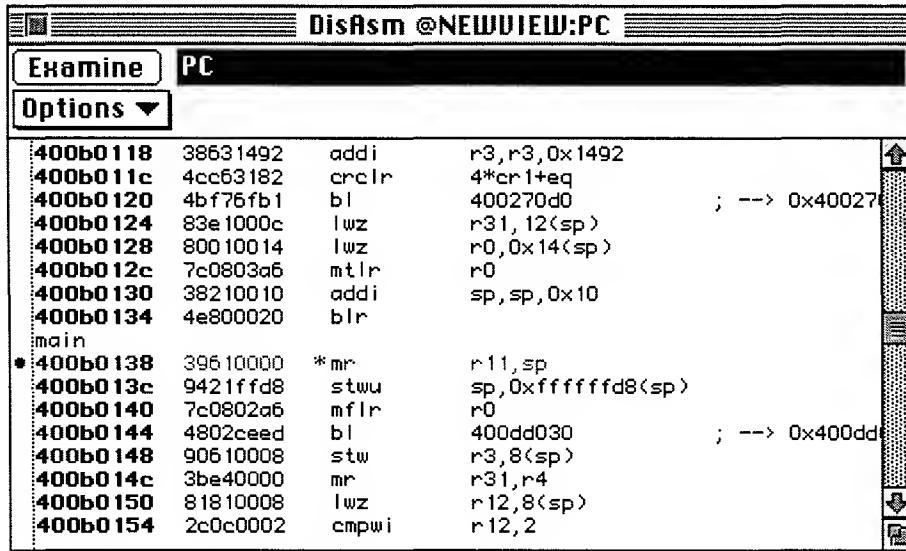 DisAsm @NEWVIEW:PC
Examine PC
Options
400b0118 38631492 addi r3,r3,0x1492
400b011c 4cc63182 crclr 4*cr1+eq
400b0120 4bf76fb1 bl 400270d0 ; --> 0x400270
400b0124 83e1000c lwz r31,12(sp)
400b0128 80010014 lwz r0,0x14(sp)
400b012c 7c0803a6 mtlr r0
400b0130 38210010 addi sp,sp,0x10
400b0134 4e800020 blr
main
400b0138 39610000 *mr r11,sp
400b013c 9421ffd8 stwu sp,0xffffffd8(sp)
400b0140 7c0802a6 mflr r0
400b0144 4802ceed bl 400dd030 ; --> 0x400dd
400b0148 90610008 stw r3,8(sp)
400b014c 3be40000 mr r31,r4
400b0150 81810008 lwz r12,8(sp)
400b0154 2c0c0002 cmpwi r12,2